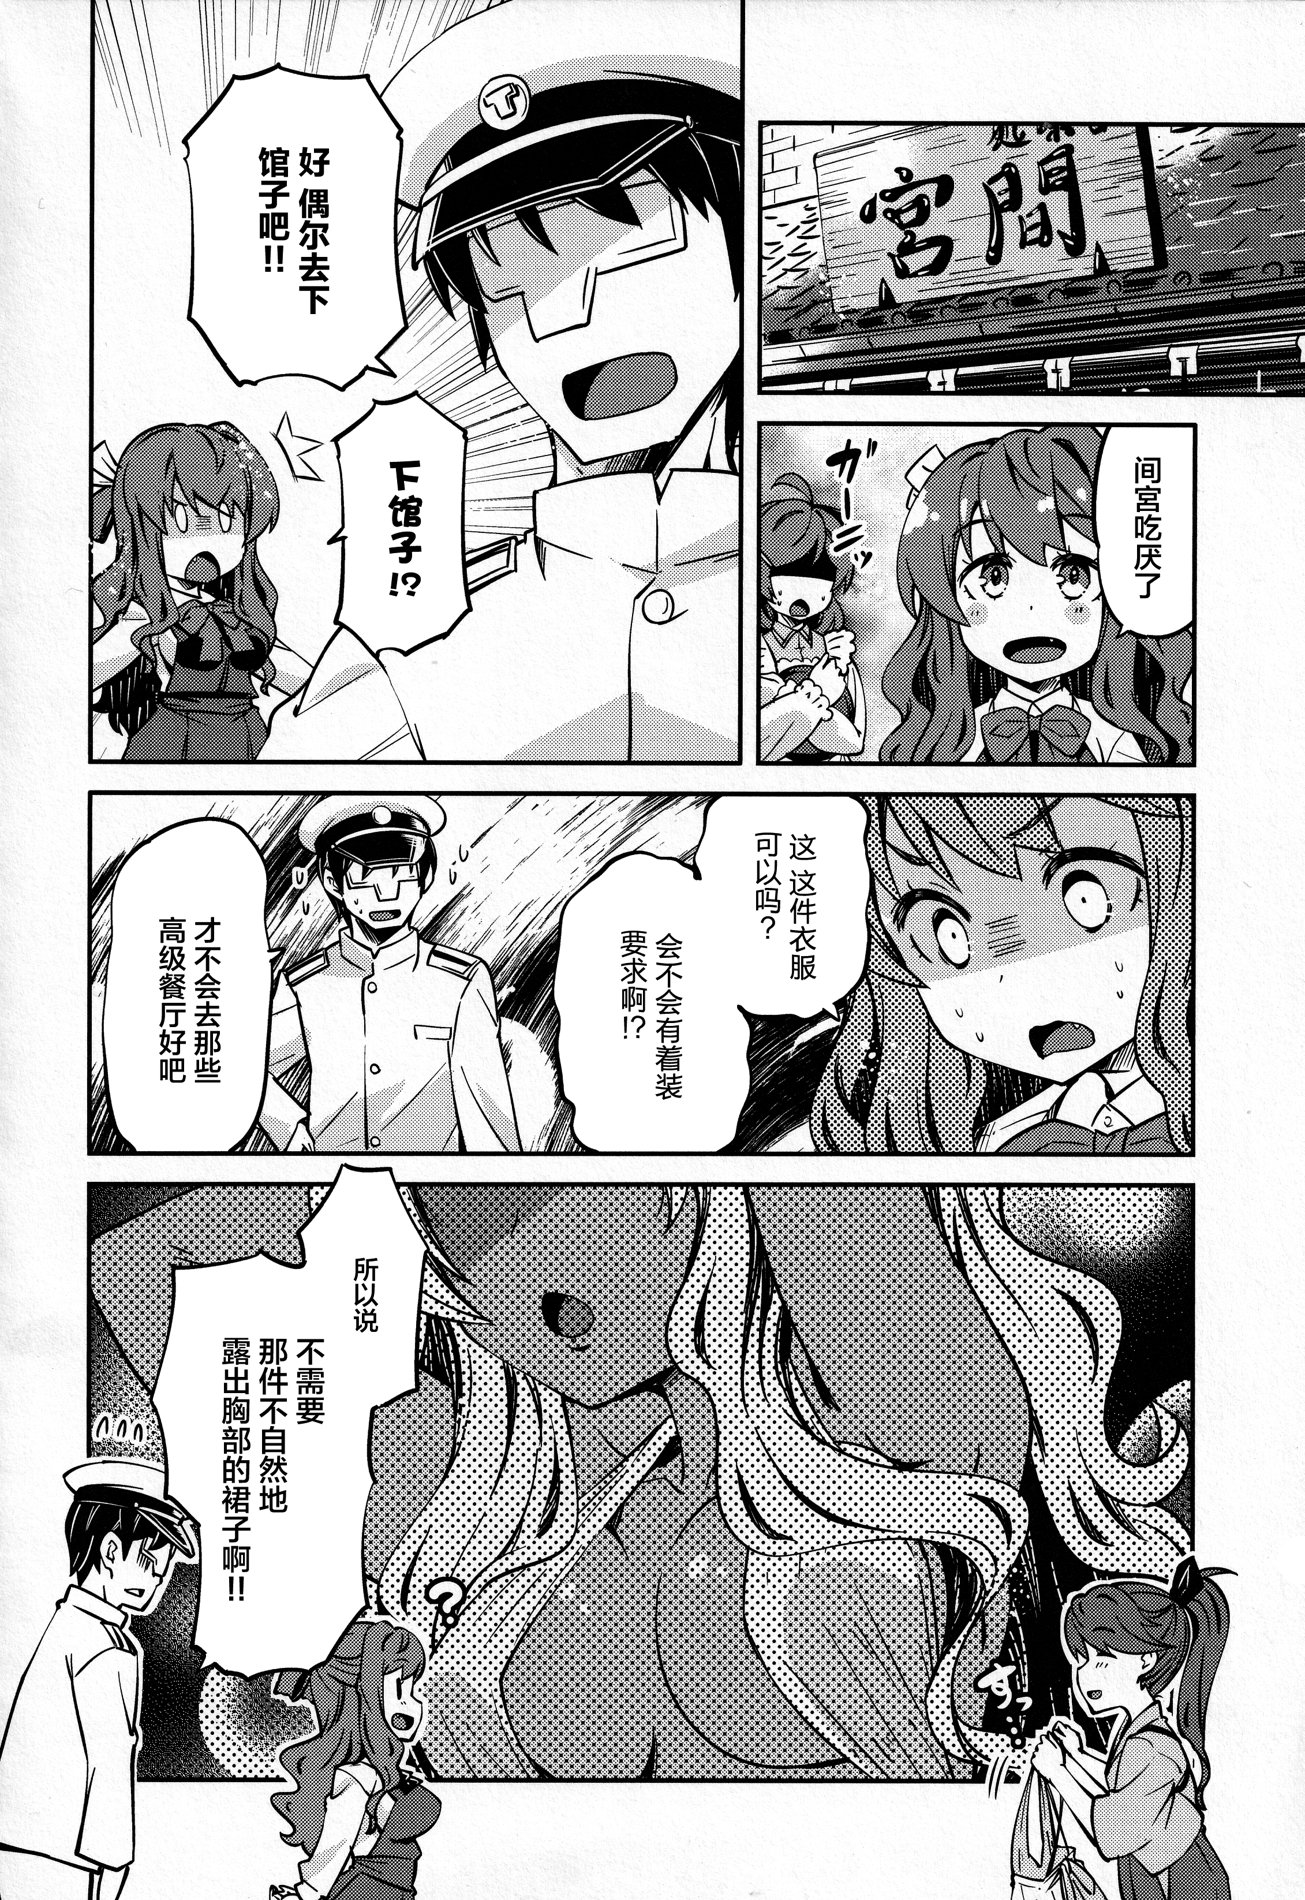 間宮
间宫吃厌了
ガーンッ
好 偶尔去下
馆子吧!!
下馆子!?
这 这件衣服
可以吗？
会不会有着装
要求啊!?
才不会去那些
高级餐厅好吧
所以说
不需要
那件不自然地
露出胸部的裙子啊!!
?
すっ…